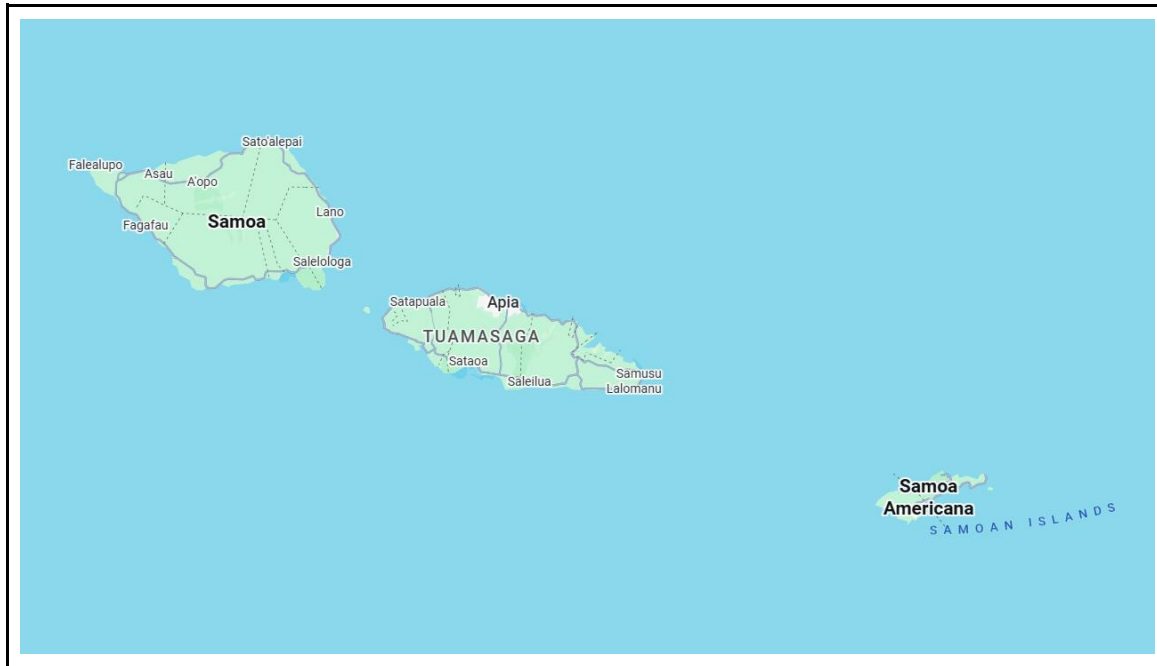 Sato'alepai
Falealupo
Asau
A'opo
Lano
Samoa
Fagafau
Salelologa
Satapuala
Apia
TUAMASAGA
Sataoa
Samusu
Saleilua
Lalomanu
Samoa
Americana
SAMOAN ISLANDS